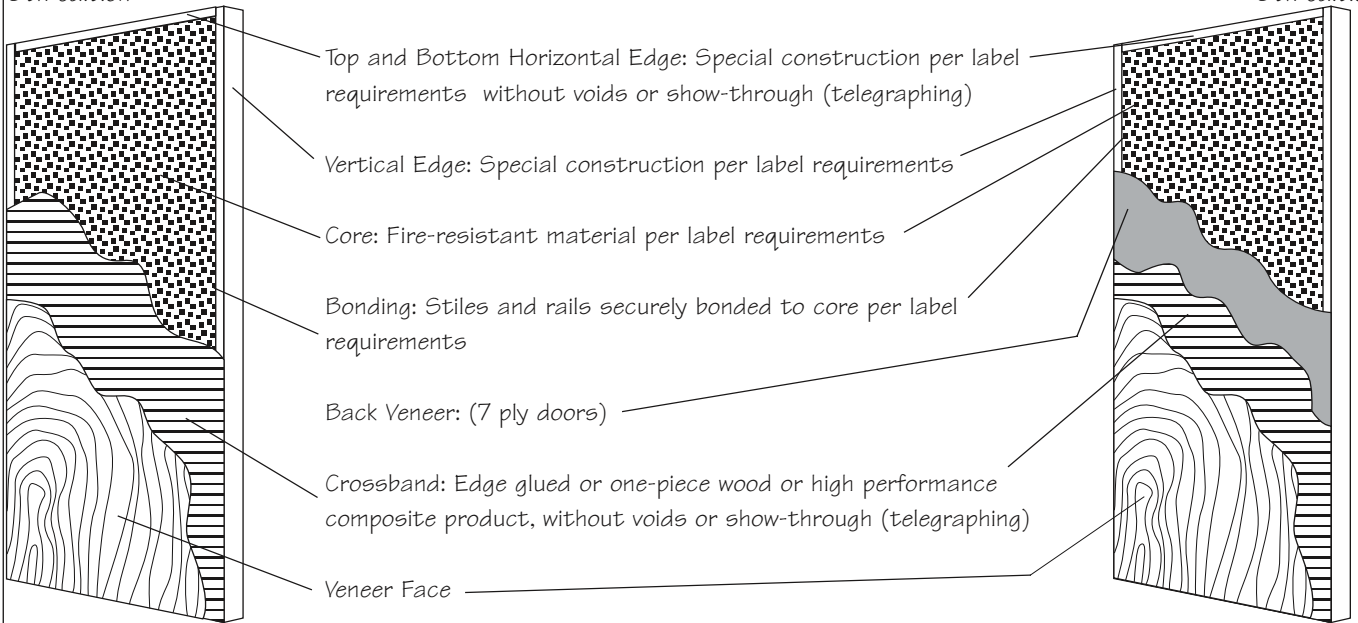 Top and Bottom Horizontal Edge: Special construction per label
requirements without voids or show-through (telegraphing)
Vertical Edge: Special construction per label requirements
Core: Fire-resistant material per label requirements
Bonding: Stiles and rails securely bonded to core per label
requirements
Back Veneer: (7 ply doors)
Crossband: Edge glued or one-piece wood or high performance
composite product, without voids or show-through (telegraphing)
Veneer Face